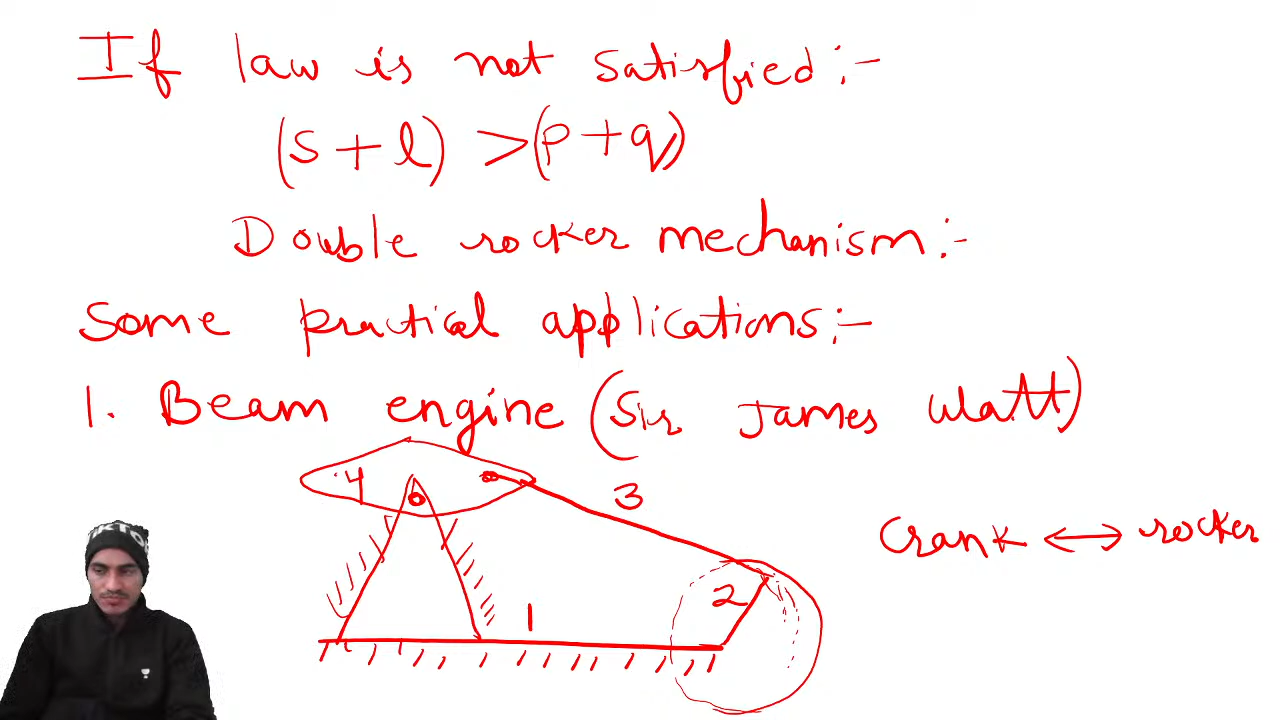 If law is not satisfied:-
(s + l) > (p + q)
Double rocker mechanism:-
Some practical applications:-
1. Beam engine (Sir James Watt)
4
3
Crank ↔ rocker
2
1